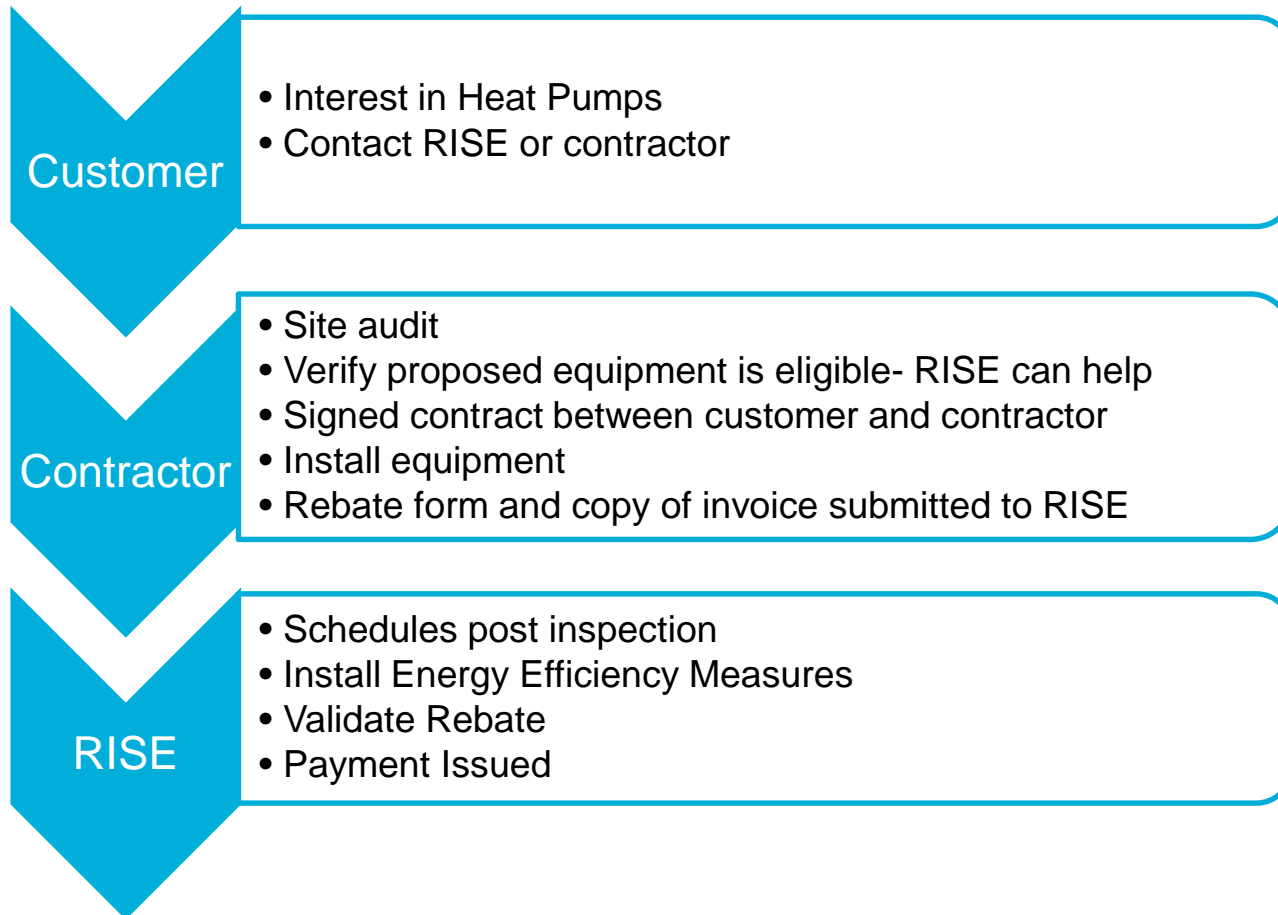 Customer
• Interest in Heat Pumps
• Contact RISE or contractor
Contractor
• Site audit
• Verify proposed equipment is eligible- RISE can help
• Signed contract between customer and contractor
• Install equipment
• Rebate form and copy of invoice submitted to RISE
RISE
• Schedules post inspection
• Install Energy Efficiency Measures
• Validate Rebate
• Payment Issued